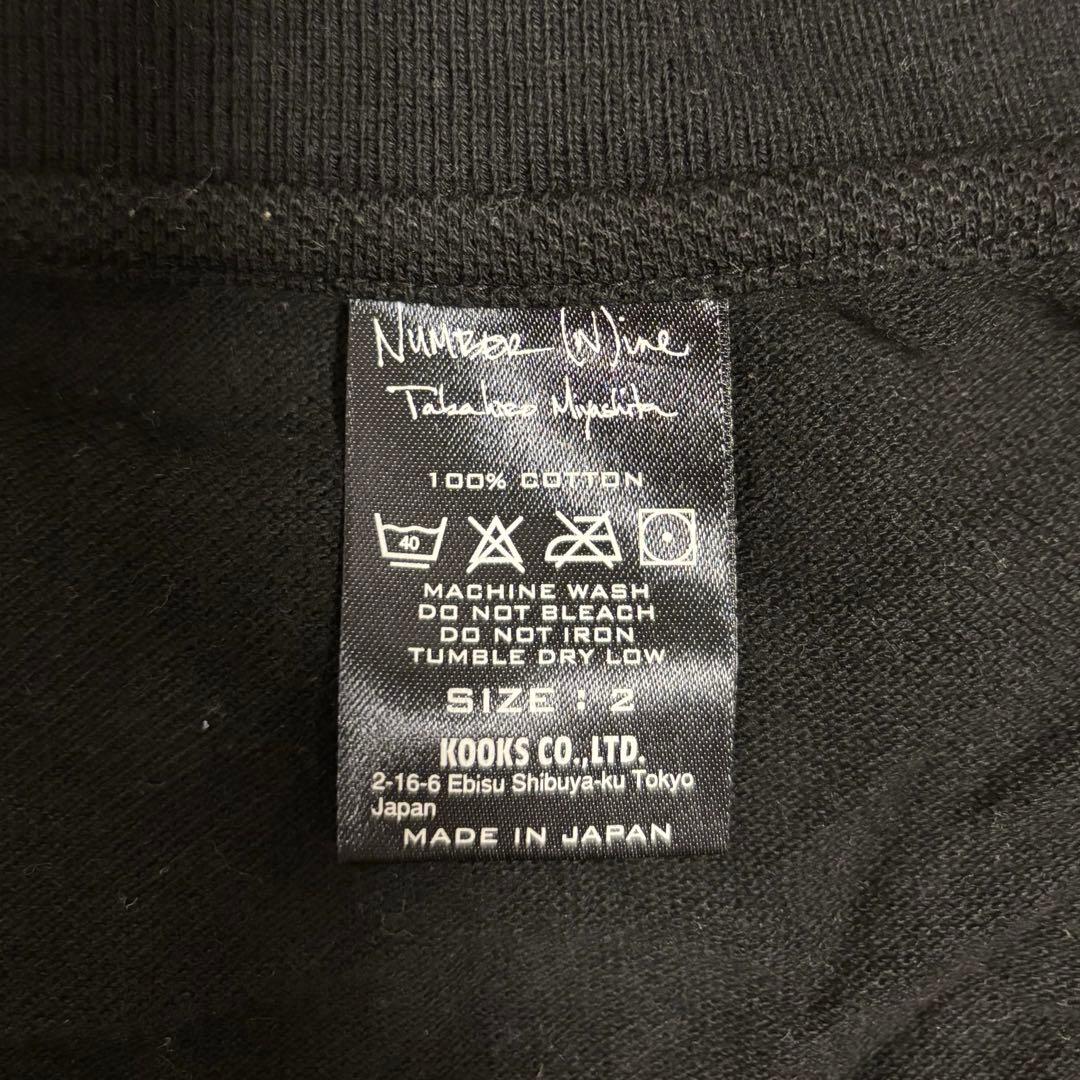 NUMBER (N)ine
Takahiro Miyashita
100% COTTON
40
MACHINE WASH
DO NOT BLEACH
DO NOT IRON
TUMBLE DRY LOW
SIZE : 2
KOOKS CO.,LTD.
2-16-6 Ebisu Shibuya-ku Tokyo
Japan
MADE IN JAPAN